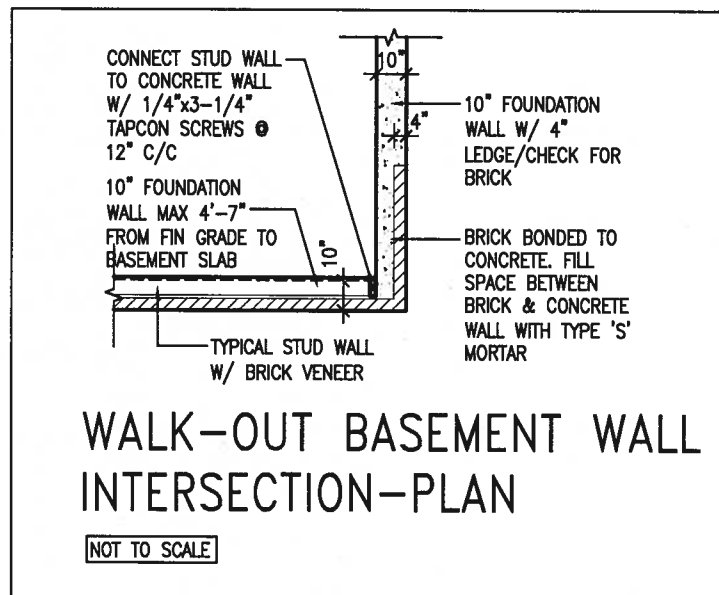 CONNECT STUD WALL
TO CONCRETE WALL
W/ 1/4"x3-1/4"
TAPCON SCREWS @
12" C/C
10" FOUNDATION
WALL MAX 4'-7"
FROM FIN GRADE TO
BASEMENT SLAB
10"
10"
4"
10" FOUNDATION
WALL W/ 4"
LEDGE/CHECK FOR
BRICK
BRICK BONDED TO
CONCRETE. FILL
SPACE BETWEEN
BRICK & CONCRETE
WALL WITH TYPE 'S'
MORTAR
TYPICAL STUD WALL
W/ BRICK VENEER
WALK-OUT BASEMENT WALL
INTERSECTION-PLAN
NOT TO SCALE